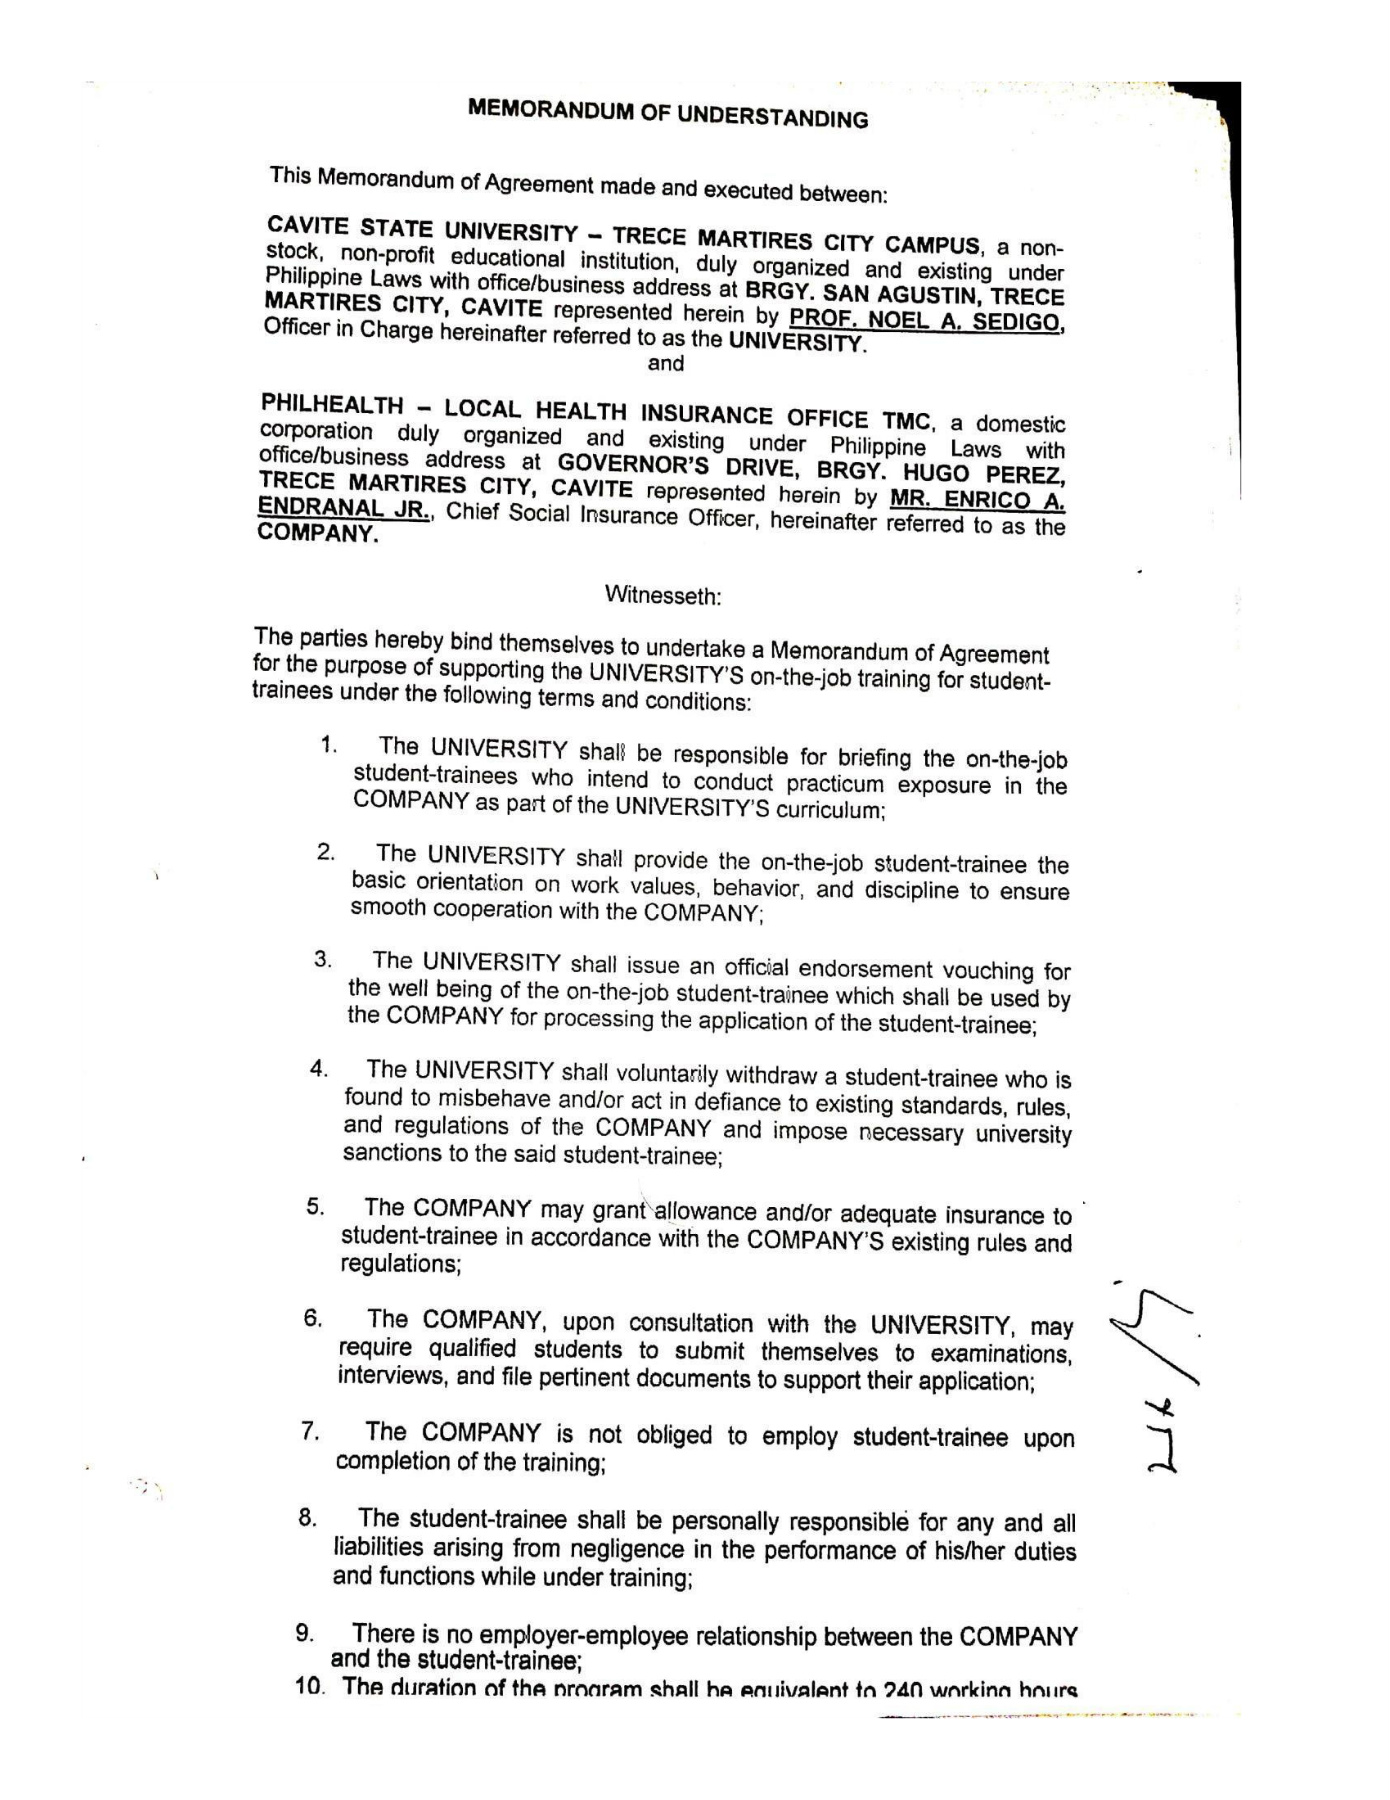 MEMORANDUM OF UNDERSTANDING
This Memorandum of Agreement made and executed between:
CAVITE STATE UNIVERSITY – TRECE MARTIRES CITY CAMPUS, a non-
stock, non-profit educational institution, duly organized and existing under
Philippine Laws with office/business address at BRGY. SAN AGUSTIN, TRECE
MARTIRES CITY, CAVITE represented herein by PROF. NOEL A. SEDIGO,
Officer in Charge hereinafter referred to as the UNIVERSITY.
and
PHILHEALTH – LOCAL HEALTH INSURANCE OFFICE TMC, a domestic
corporation duly organized and existing under Philippine Laws with
office/business address at GOVERNOR'S DRIVE, BRGY. HUGO PEREZ,
TRECE MARTIRES CITY, CAVITE represented herein by MR. ENRICO A.
ENDRANAL JR., Chief Social Insurance Officer, hereinafter referred to as the
COMPANY.
Witnesseth:
The parties hereby bind themselves to undertake a Memorandum of Agreement
for the purpose of supporting the UNIVERSITY'S on-the-job training for student-
trainees under the following terms and conditions:
1. The UNIVERSITY shall be responsible for briefing the on-the-job
student-trainees who intend to conduct practicum exposure in the
COMPANY as part of the UNIVERSITY'S curriculum;
2. The UNIVERSITY shall provide the on-the-job student-trainee the
basic orientation on work values, behavior, and discipline to ensure
smooth cooperation with the COMPANY;
3. The UNIVERSITY shall issue an official endorsement vouching for
the well being of the on-the-job student-trainee which shall be used by
the COMPANY for processing the application of the student-trainee;
4. The UNIVERSITY shall voluntarily withdraw a student-trainee who is
found to misbehave and/or act in defiance to existing standards, rules,
and regulations of the COMPANY and impose necessary university
sanctions to the said student-trainee;
5. The COMPANY may grant allowance and/or adequate insurance to
student-trainee in accordance with the COMPANY'S existing rules and
regulations;
6. The COMPANY, upon consultation with the UNIVERSITY, may
require qualified students to submit themselves to examinations,
interviews, and file pertinent documents to support their application;
7. The COMPANY is not obliged to employ student-trainee upon
completion of the training;
8. The student-trainee shall be personally responsible for any and all
liabilities arising from negligence in the performance of his/her duties
and functions while under training;
9. There is no employer-employee relationship between the COMPANY
and the student-trainee;
10. The duration of the program shall be equivalent to 240 working hours